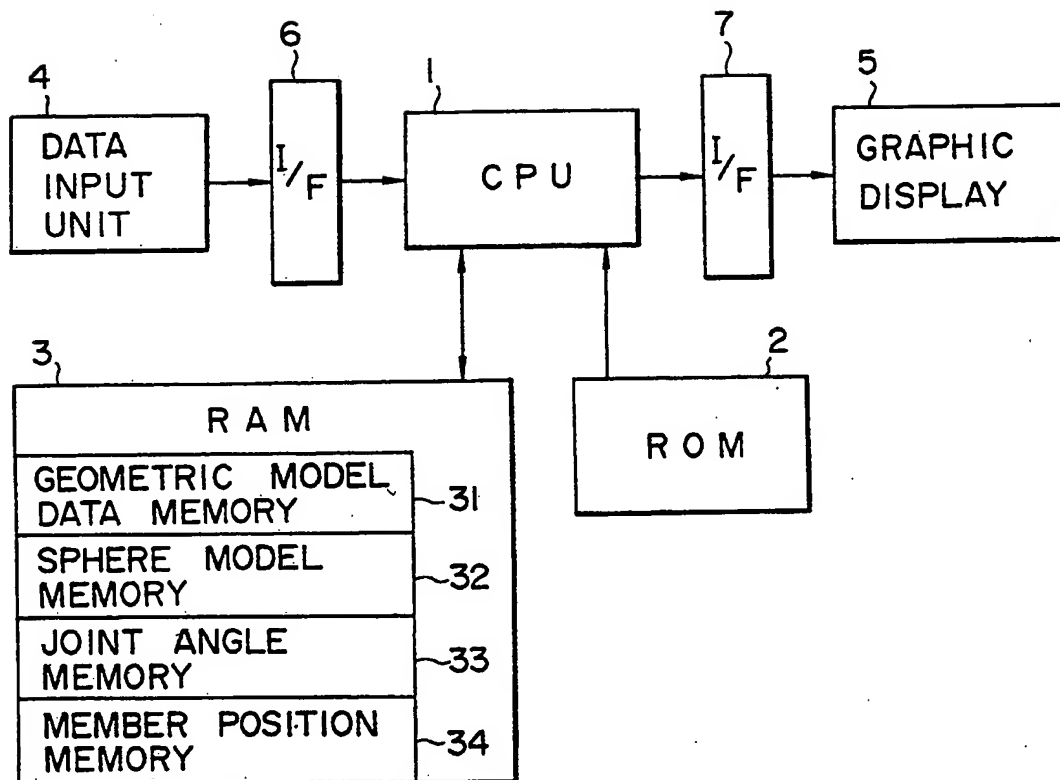 4
DATA
INPUT
UNIT
6
I/F
1
CPU
7
I/F
5
GRAPHIC
DISPLAY
3
RAM
GEOMETRIC MODEL
DATA MEMORY
31
SPHERE MODEL
MEMORY
32
JOINT ANGLE
MEMORY
33
MEMBER POSITION
MEMORY
34
2
ROM